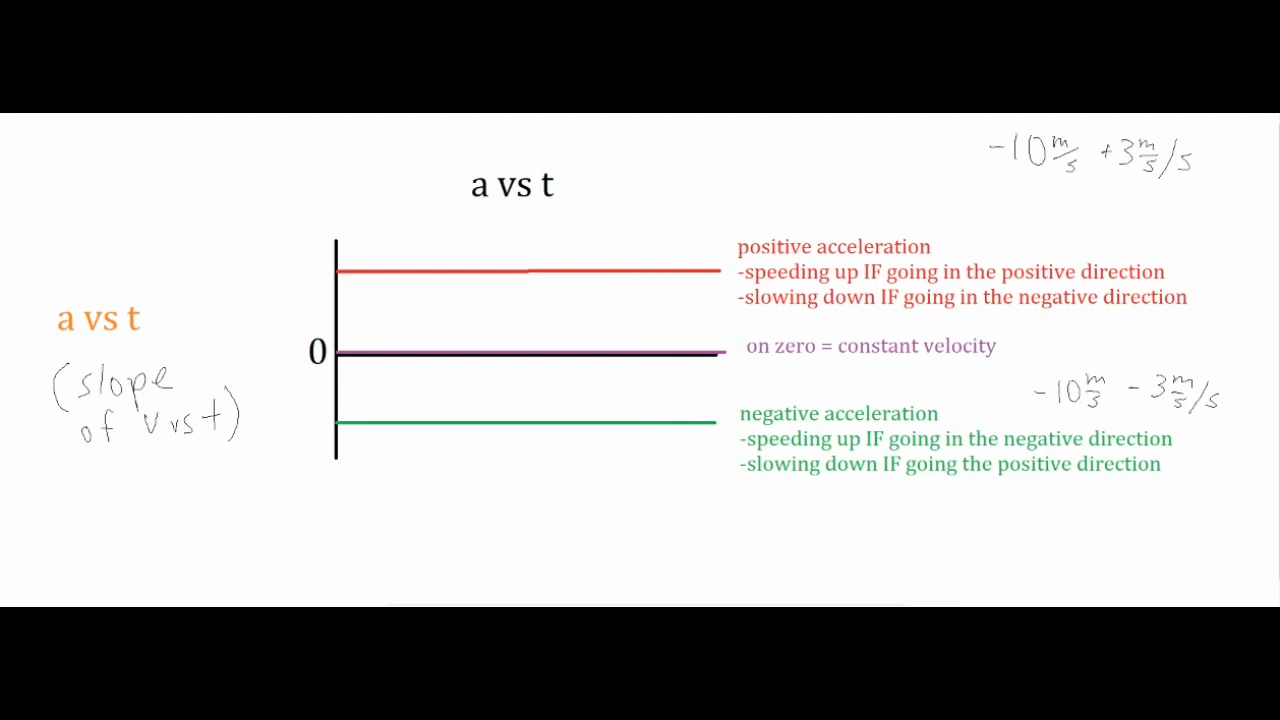 -10 m/s +3 m/s/s
a vs t
positive acceleration
-speeding up IF going in the positive direction
-slowing down IF going in the negative direction
a vs t
0
on zero = constant velocity
(slope
of v vs t)
-10 m/s -3 m/s/s
negative acceleration
-speeding up IF going in the negative direction
-slowing down IF going the positive direction